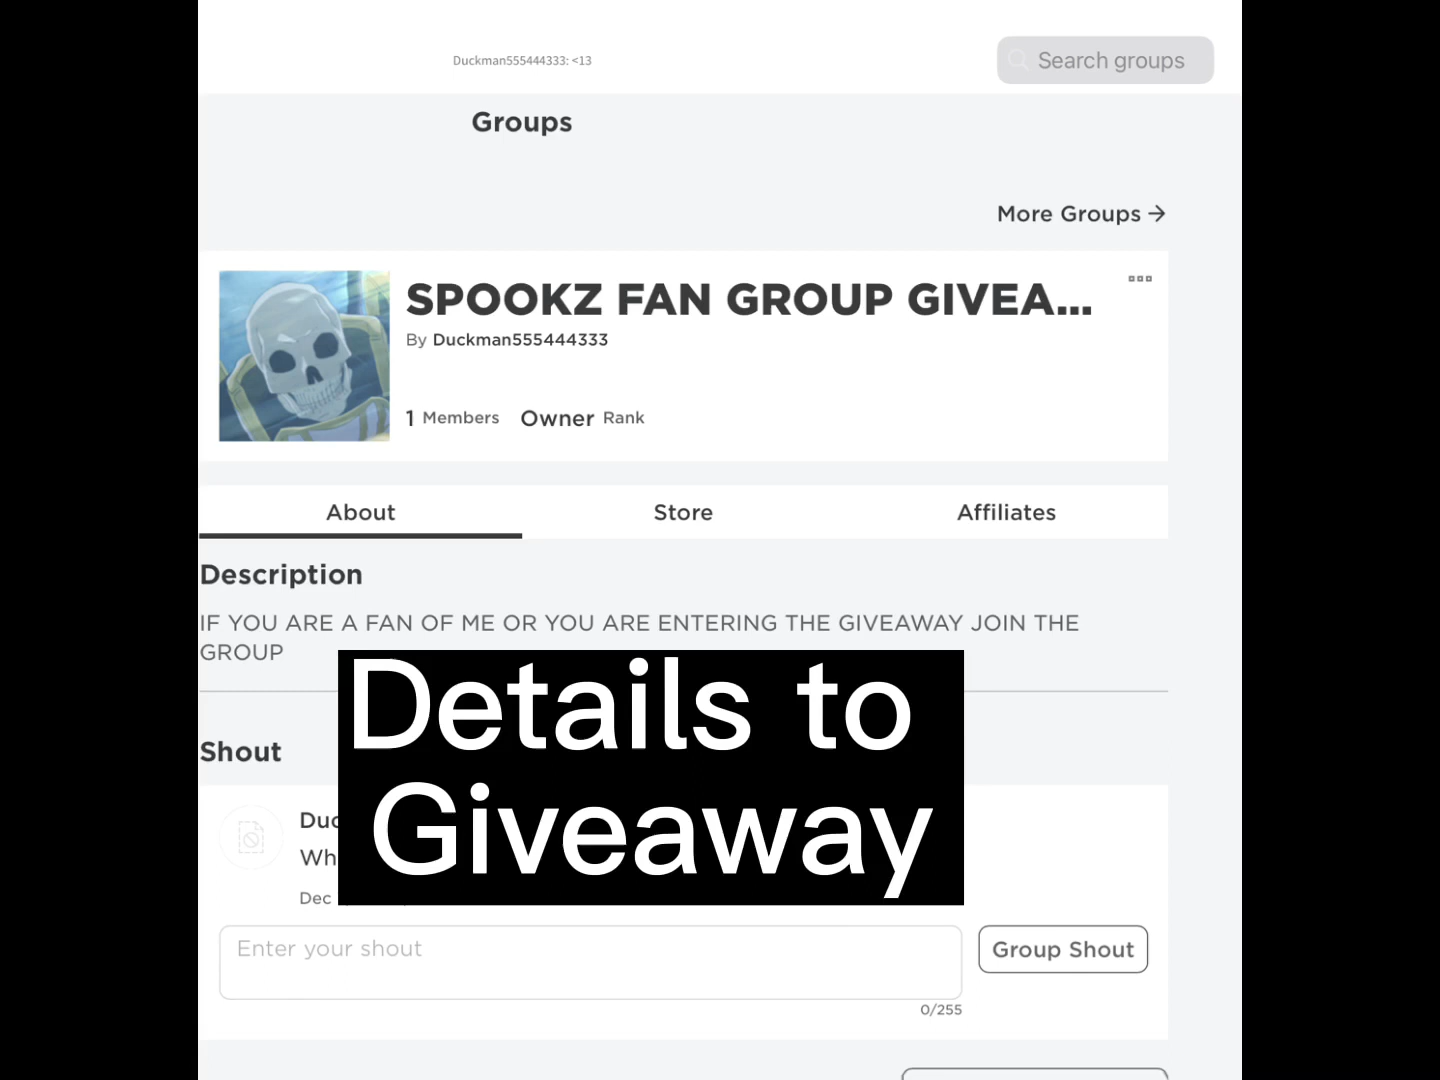 Duckman555444333: <13
Search groups
Groups
More Groups →
SPOOKZ FAN GROUP GIVEA...
By Duckman555444333
1 Members Owner Rank
About Store Affiliates
Description
IF YOU ARE A FAN OF ME OR YOU ARE ENTERING THE GIVEAWAY JOIN THE
GROUP
Details to
Giveaway
Shout
Duc
Wh
Dec
Enter your shout
Group Shout
0/255